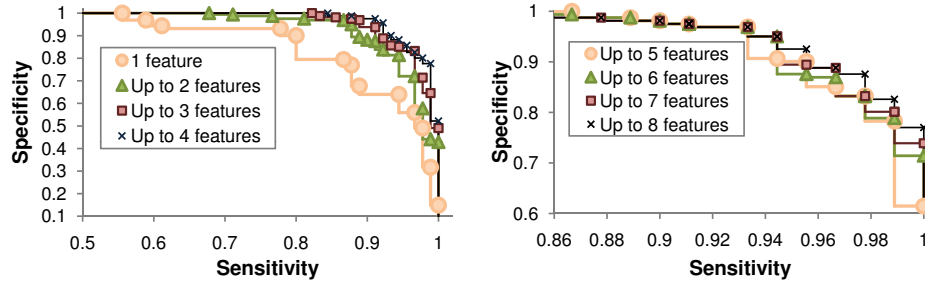 1
0.9
0.8
0.7
0.6
0.5
0.4
0.3
0.2
0.1
Specificity
1 feature
Up to 2 features
Up to 3 features
Up to 4 features
0.5 0.6 0.7 0.8 0.9 1
Sensitivity
1
0.9
0.8
0.7
0.6
Specificity
Up to 5 features
Up to 6 features
Up to 7 features
Up to 8 features
0.86 0.88 0.9 0.92 0.94 0.96 0.98 1
Sensitivity